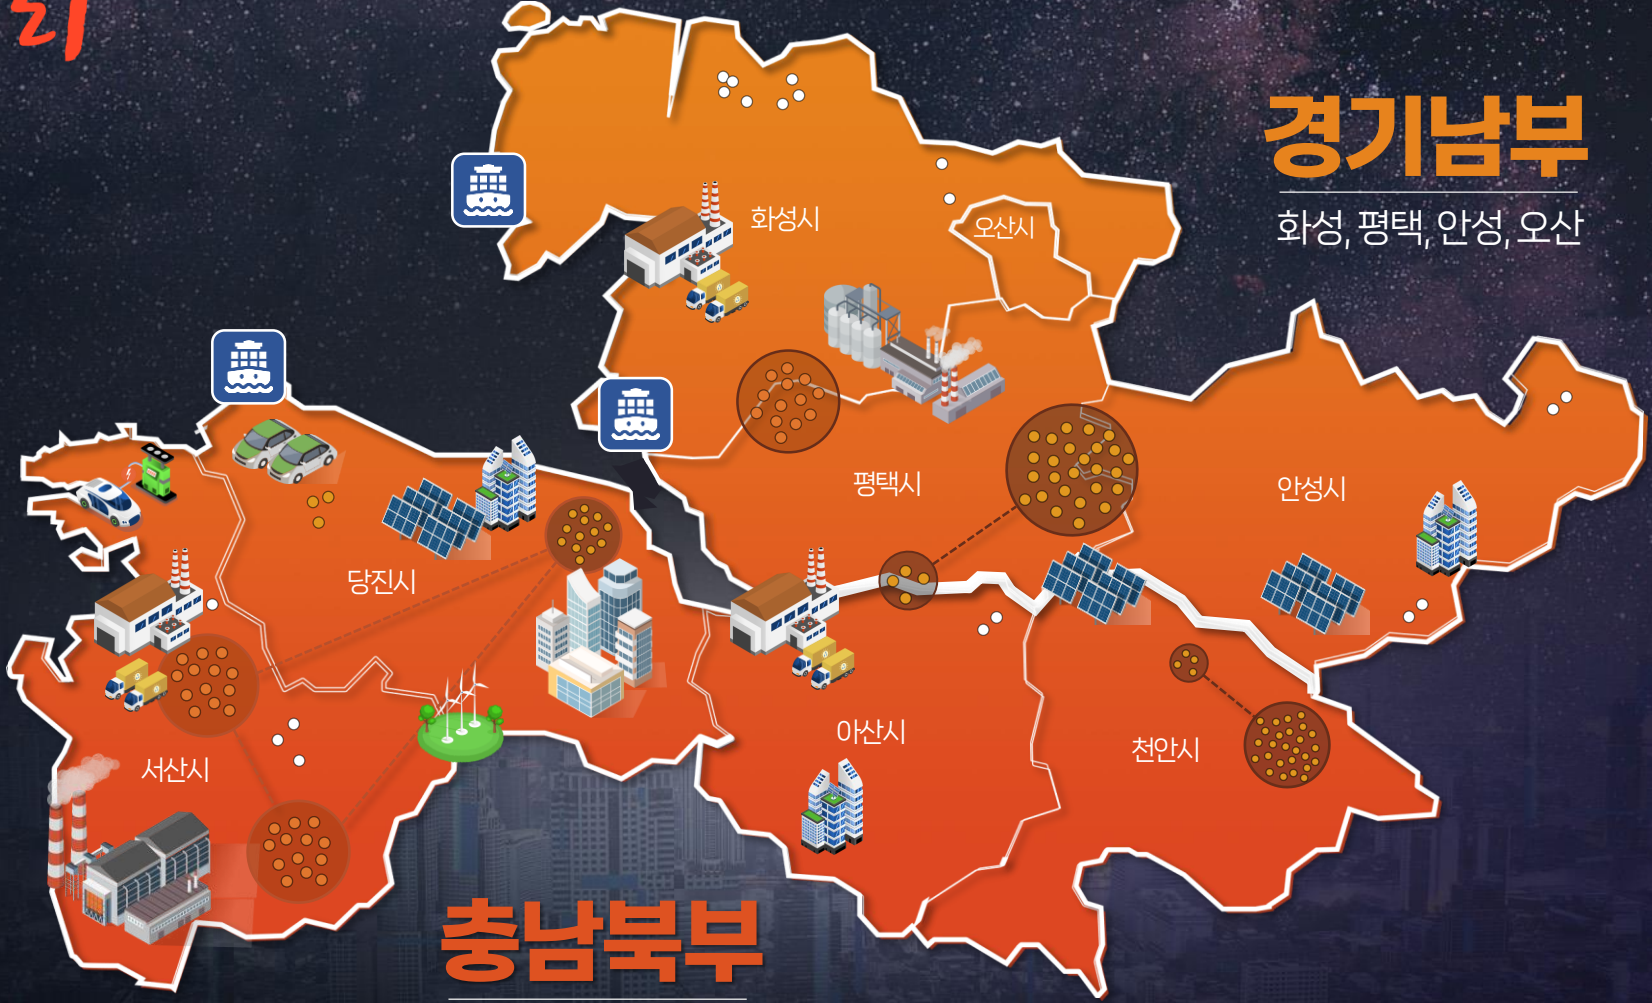 리
경기남부
화성, 평택, 안성, 오산
화성시
오산시
평택시
안성시
당진시
서산시
아산시
천안시
충남북부